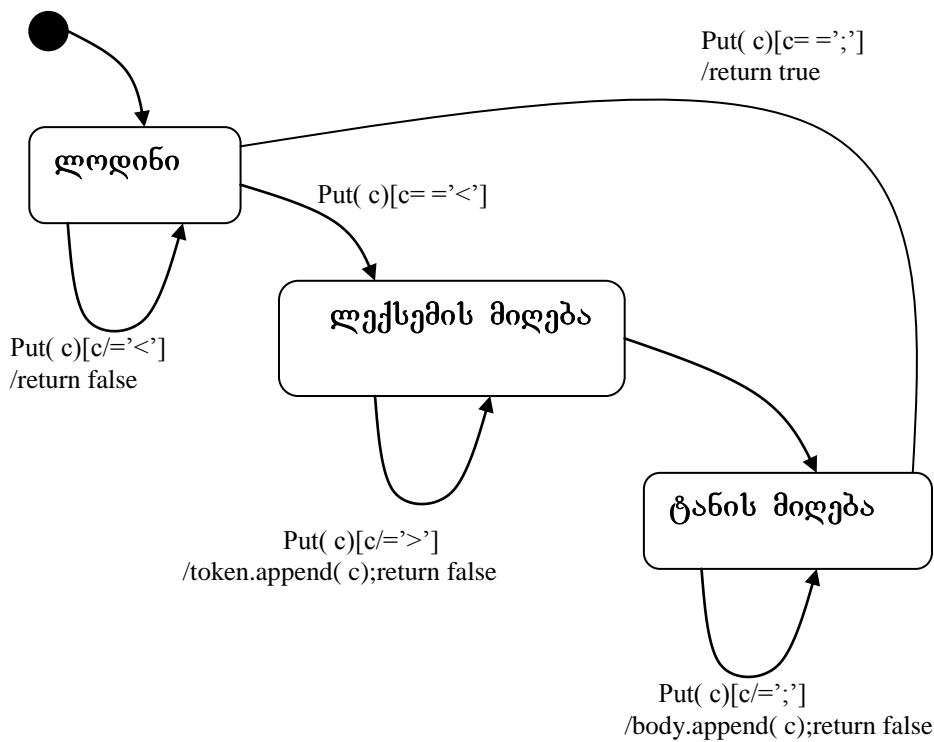 Put( c)[c= =’;’]
/return true
ლოდინი
Put( c)[c= =’<’]
ლექსემის მიღება
Put( c)[c/=’<’]
/return false
ტანის მიღება
Put( c)[c/=’>’]
/token.append( c);return false
Put( c)[c/=’;’]
/body.append( c);return false